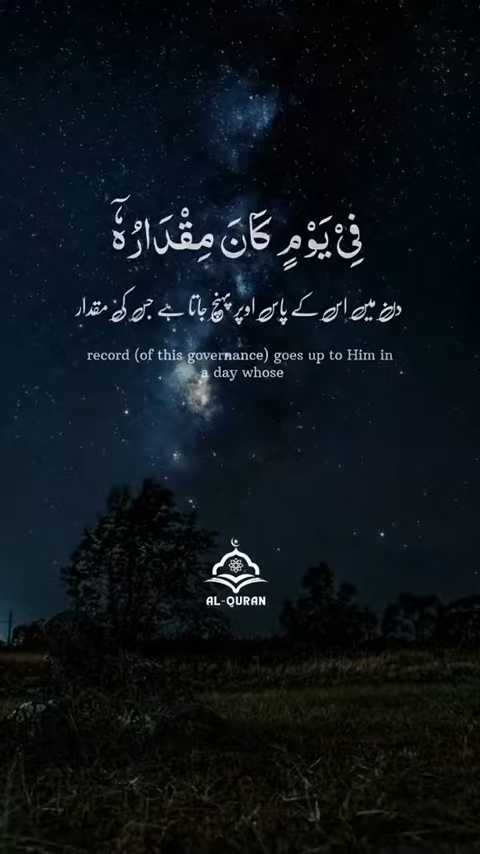 فِيْ يَوْمٍ كَانَ مِقْدَارُهٗۤ
دن میں اس کے پاس اوپر پہنچ جاتا ہے جس کی مقدار
record (of this governance) goes up to Him in
a day whose
AL-QURAN